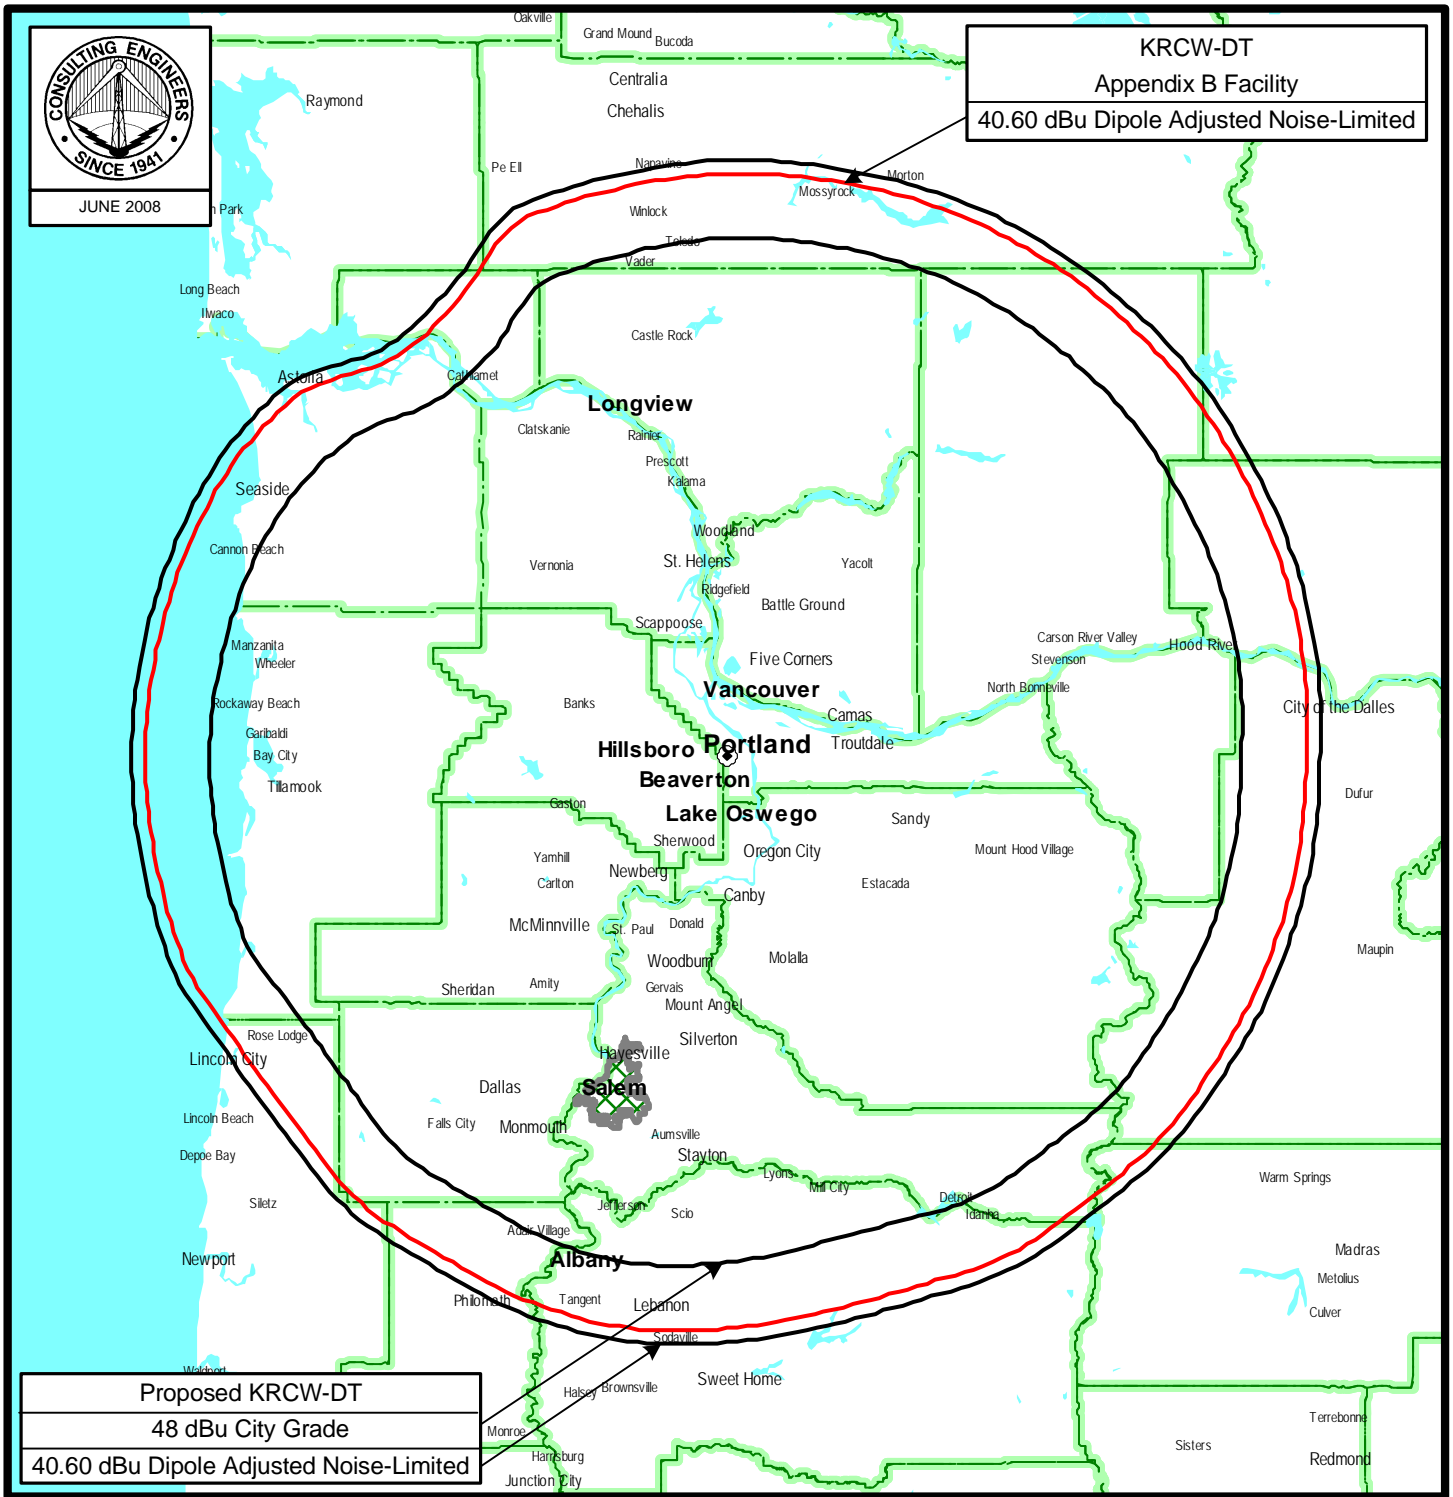 CONSULTING ENGINEERS
SINCE 1941
JUNE 2008
KRCW-DT
Appendix B Facility
40.60 dBu Dipole Adjusted Noise-Limited
Oakville
Grand Mound
Bucoda
Centralia
Chehalis
Raymond
Pe Ell
Napavine
Morton
Mossyrock
Winlock
Park
Toledo
Vader
Long Beach
Ilwaco
Castle Rock
Astoria
Cathlamet
Longview
Clatskanie
Rainier
Prescott
Kalama
Seaside
Woodland
Cannon Beach
Vernonia
St. Helens
Yacolt
Ridgefield
Battle Ground
Scappoose
Manzanita
Wheeler
Five Corners
Carson River Valley
Hood River
Stevenson
North Bonneville
Vancouver
Rockaway Beach
Banks
Camas
City of the Dalles
Garibaldi
Bay City
Hillsboro
Portland
Troutdale
Tillamook
Beaverton
Dufur
Gaston
Lake Oswego
Sandy
Sherwood
Oregon City
Mount Hood Village
Yamhill
Newberg
Carlton
Estacada
Canby
McMinnville
St. Paul
Donald
Woodburn
Molalla
Maupin
Sheridan
Amity
Gervais
Mount Angel
Rose Lodge
Silverton
Lincoln City
Hayesville
Dallas
Salem
Lincoln Beach
Falls City
Monmouth
Aumsville
Depoe Bay
Stayton
Lyons
Mill City
Warm Springs
Siletz
Jefferson
Scio
Detroit
Idanha
Adair Village
Newport
Albany
Madras
Metolius
Philomath
Tangent
Lebanon
Culver
Sodaville
Waldport
Sweet Home
Halsey
Brownsville
Proposed KRCW-DT
48 dBu City Grade
40.60 dBu Dipole Adjusted Noise-Limited
Monroe
Harrisburg
Junction City
Terrebonne
Sisters
Redmond